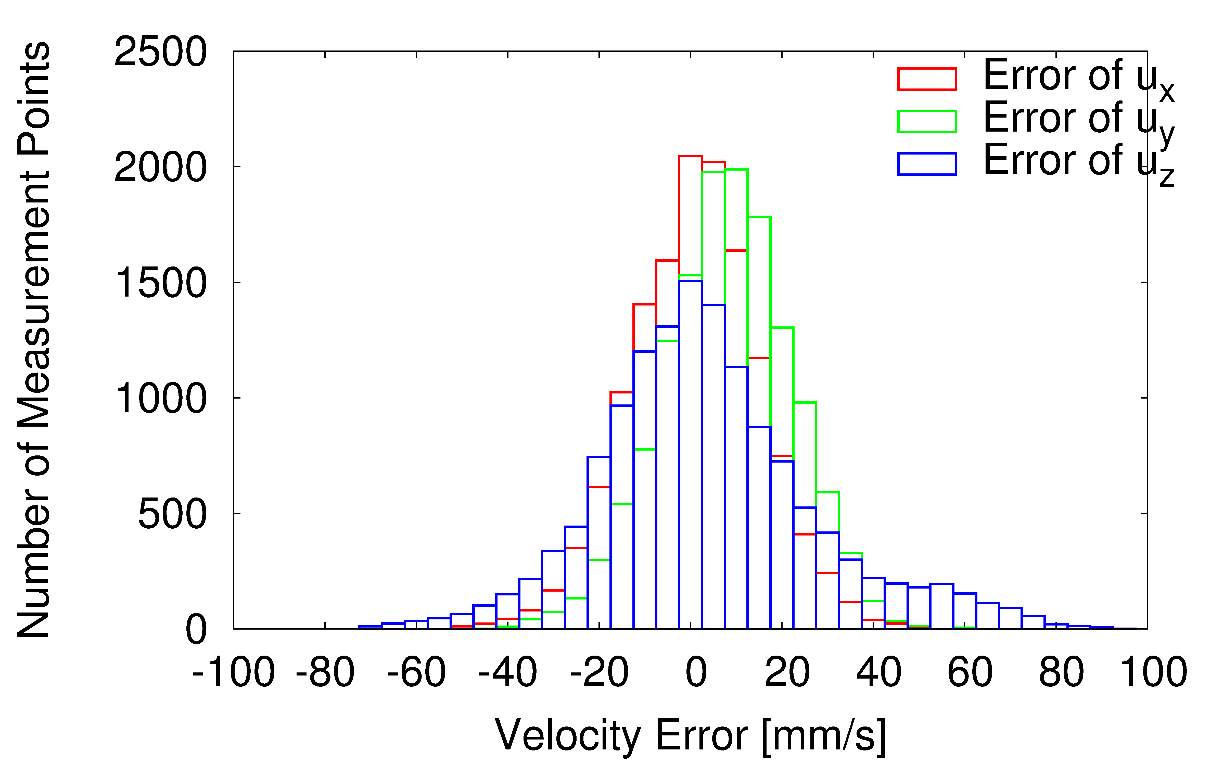 Number of Measurement Points
2500
2000
1500
1000
500
0
Error of u_x
Error of u_y
Error of u_z
-100 -80 -60 -40 -20 0 20 40 60 80 100
Velocity Error [mm/s]